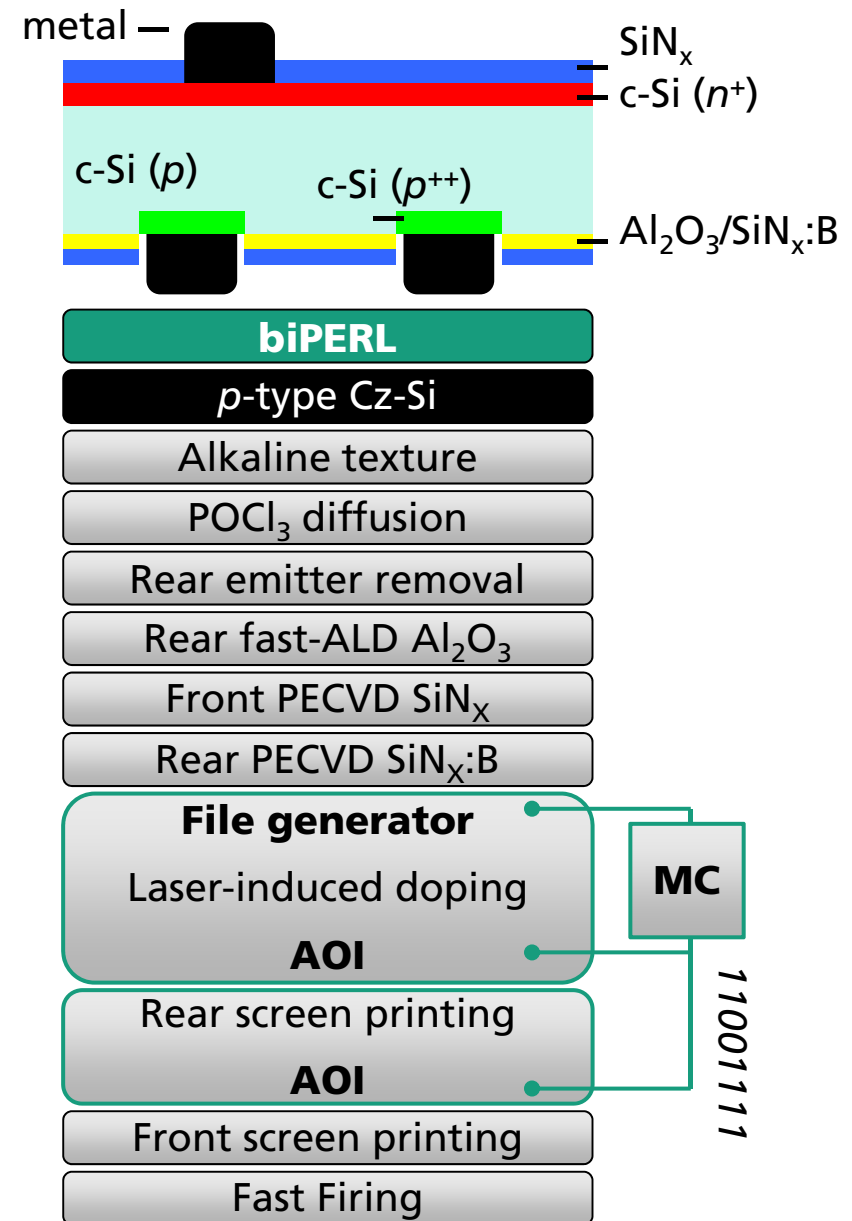 metal
SiNₓ
c-Si (n⁺)
c-Si (p)
c-Si (p⁺⁺)
Al₂O₃/SiNₓ:B
biPERL
p-type Cz-Si
Alkaline texture
POCl₃ diffusion
Rear emitter removal
Rear fast-ALD Al₂O₃
Front PECVD SiNₓ
Rear PECVD SiNₓ:B
File generator
Laser-induced doping
AOI
MC
Rear screen printing
AOI
11001111
Front screen printing
Fast Firing